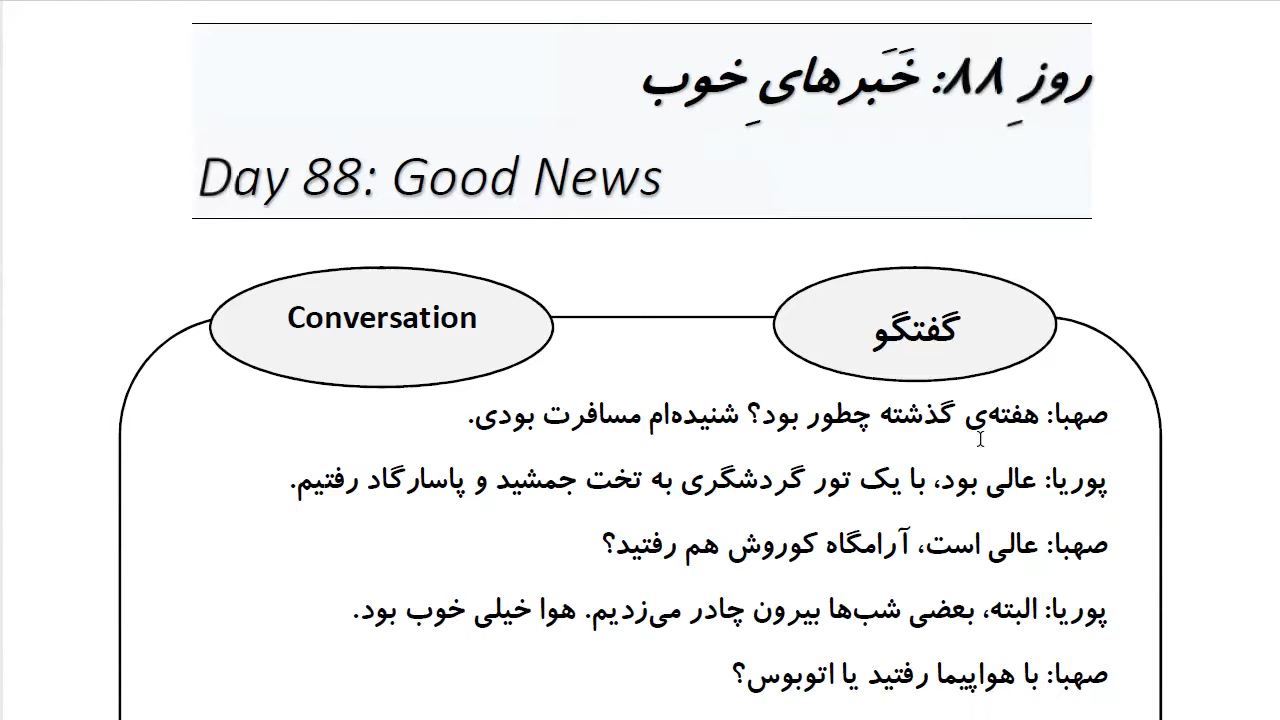 روزِ ۸۸: خَبَرهایِ خوب
Day 88: Good News
Conversation
گفتگو
صهبا: هفته‌ی گذشته چطور بود؟ شنیده‌ام مسافرت بودی.
پوریا: عالی بود، با یک تور گردشگری به تخت جمشید و پاسارگاد رفتیم.
صهبا: عالی است، آرامگاه کوروش هم رفتید؟
پوریا: البته، بعضی شب‌ها بیرون چادر می‌زدیم. هوا خیلی خوب بود.
صهبا: با هواپیما رفتید یا اتوبوس؟